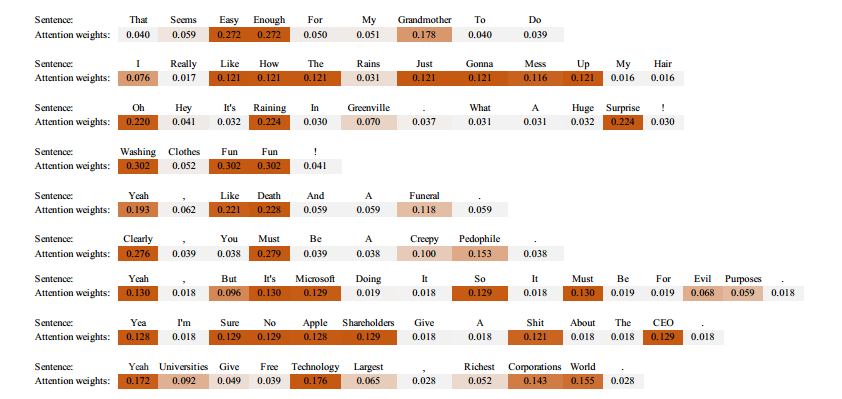 Sentence: That Seems Easy Enough For My Grandmother To Do
Attention weights: 0.040 0.059 0.272 0.272 0.050 0.051 0.178 0.040 0.039
Sentence: I Really Like How The Rains Just Gonna Mess Up My Hair
Attention weights: 0.076 0.017 0.121 0.121 0.121 0.031 0.121 0.121 0.116 0.121 0.016 0.016
Sentence: Oh Hey It's Raining In Greenville . What A Huge Surprise !
Attention weights: 0.220 0.041 0.032 0.224 0.030 0.070 0.037 0.031 0.031 0.032 0.224 0.030
Sentence: Washing Clothes Fun Fun !
Attention weights: 0.302 0.052 0.302 0.302 0.041
Sentence: Yeah , Like Death And A Funeral .
Attention weights: 0.193 0.062 0.221 0.228 0.059 0.059 0.118 0.059
Sentence: Clearly , You Must Be A Creepy Pedophile .
Attention weights: 0.276 0.039 0.038 0.279 0.039 0.038 0.100 0.153 0.038
Sentence: Yeah , But It's Microsoft Doing It So It Must Be For Evil Purposes .
Attention weights: 0.130 0.018 0.096 0.130 0.129 0.019 0.018 0.129 0.018 0.130 0.019 0.019 0.068 0.059 0.018
Sentence: Yea I'm Sure No Apple Shareholders Give A Shit About The CEO .
Attention weights: 0.128 0.018 0.129 0.129 0.128 0.129 0.018 0.018 0.121 0.018 0.018 0.129 0.018
Sentence: Yeah Universities Give Free Technology Largest , Richest Corporations World .
Attention weights: 0.172 0.092 0.049 0.039 0.176 0.065 0.028 0.052 0.143 0.155 0.028